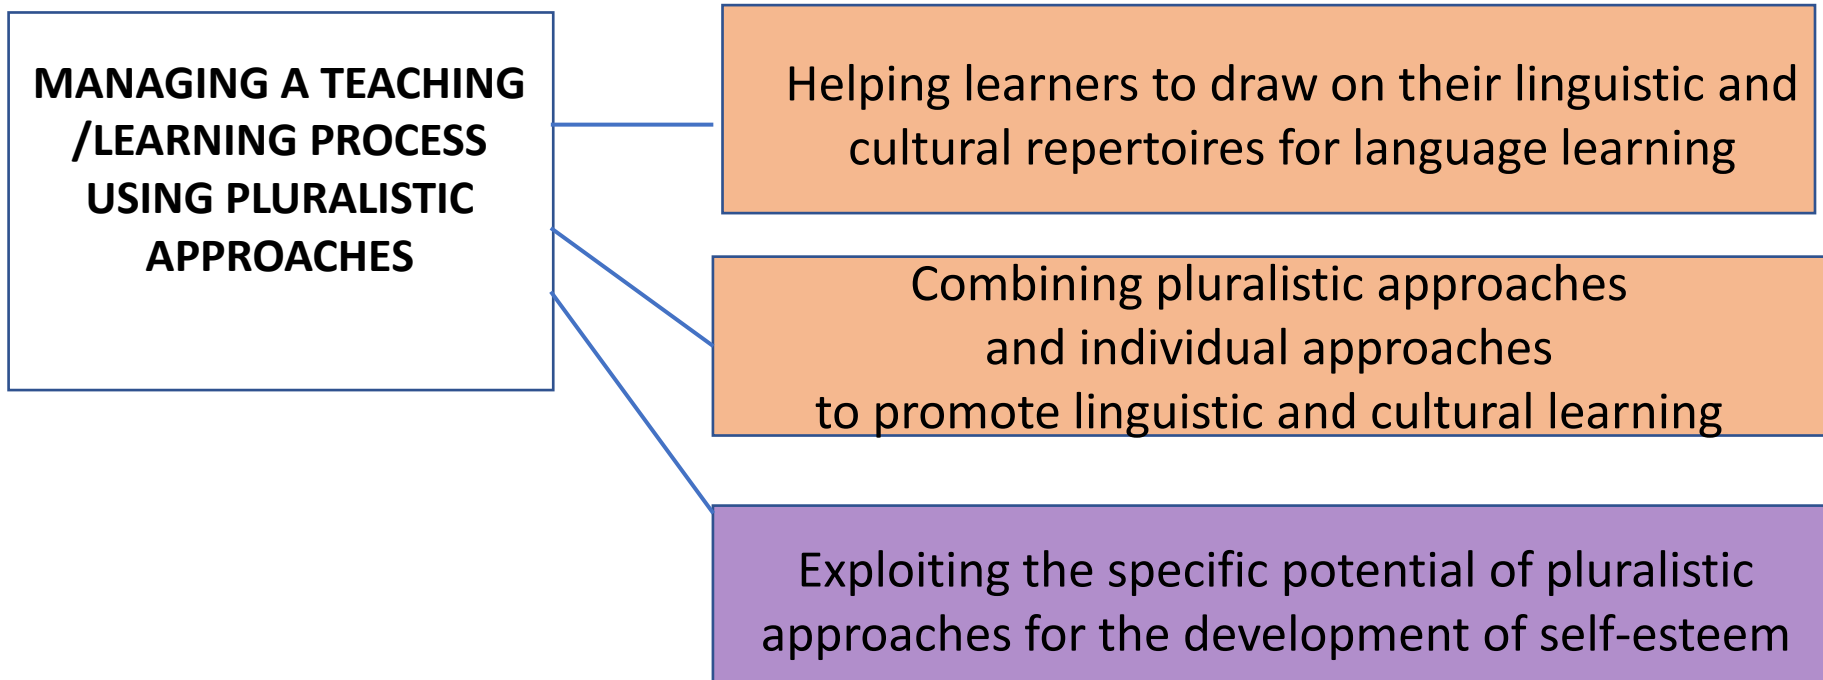 MANAGING A TEACHING
/LEARNING PROCESS
USING PLURALISTIC
APPROACHES
Helping learners to draw on their linguistic and
cultural repertoires for language learning
Combining pluralistic approaches
and individual approaches
to promote linguistic and cultural learning
Exploiting the specific potential of pluralistic
approaches for the development of self-esteem